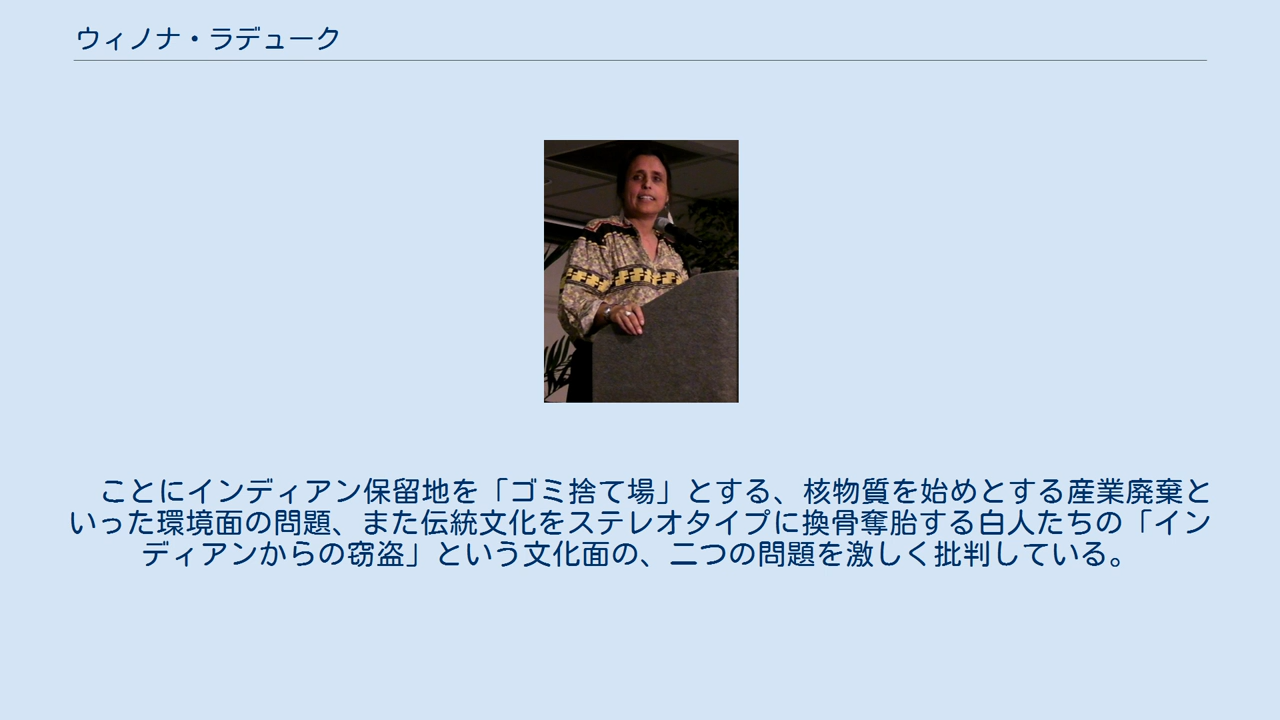 ウィノナ・ラデューク
ことにインディアン保留地を「ゴミ捨て場」とする、核物質を始めとする産業廃棄と
いった環境面の問題、また伝統文化をステレオタイプに換骨奪胎する白人たちの「イン
ディアンからの窃盗」という文化面の、二つの問題を激しく批判している。